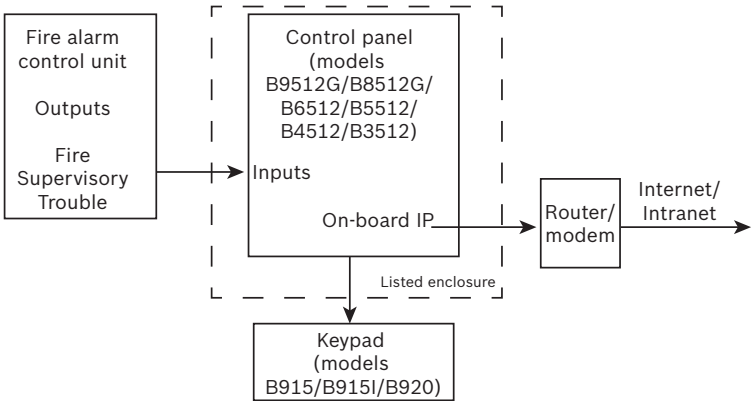 Fire alarm
control unit
Outputs
Fire
Supervisory
Trouble
Control panel
(models
B9512G/B8512G/
B6512/B5512/
B4512/B3512)
Inputs
On-board IP
Listed enclosure
Router/
modem
Internet/
Intranet
Keypad
(models
B915/B915I/B920)